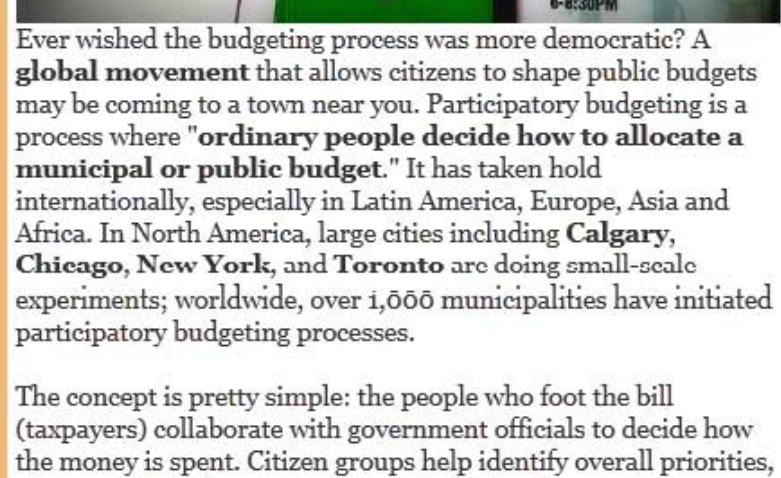 6-8:30PM
Ever wished the budgeting process was more democratic? A
global movement that allows citizens to shape public budgets
may be coming to a town near you. Participatory budgeting is a
process where "ordinary people decide how to allocate a
municipal or public budget." It has taken hold
internationally, especially in Latin America, Europe, Asia and
Africa. In North America, large cities including Calgary,
Chicago, New York, and Toronto are doing small-scale
experiments; worldwide, over 1,000 municipalities have initiated
participatory budgeting processes.
The concept is pretty simple: the people who foot the bill
(taxpayers) collaborate with government officials to decide how
the money is spent. Citizen groups help identify overall priorities,